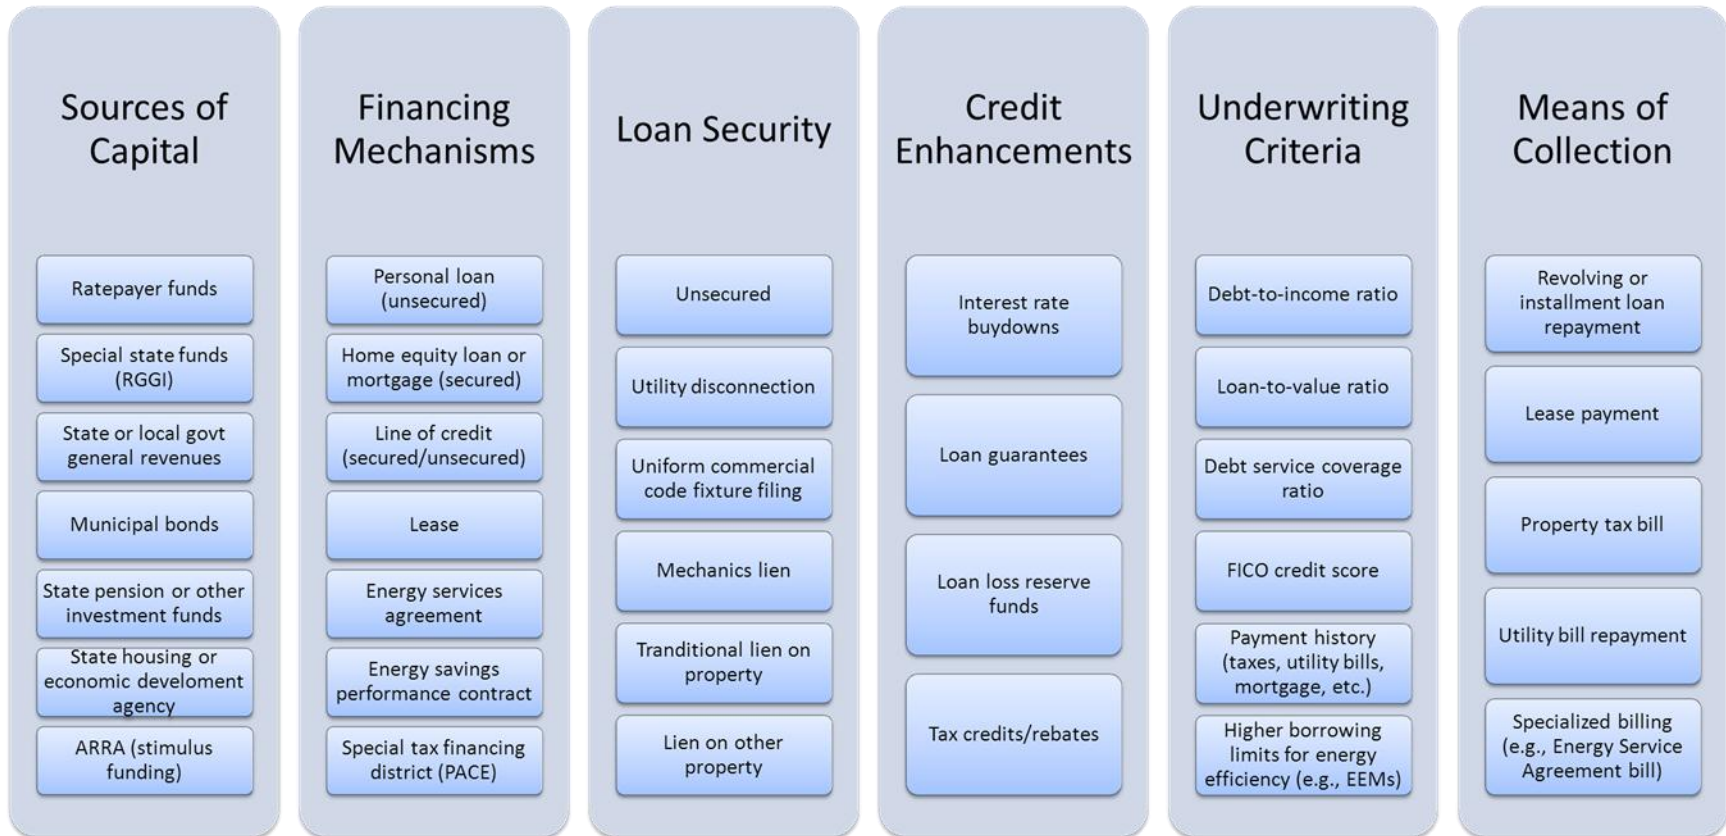 Sources of
Capital
Ratepayer funds
Special state funds
(RGGI)
State or local govt
general revenues
Municipal bonds
State pension or other
investment funds
State housing or
economic develoment
agency
ARRA (stimulus
funding)
Financing
Mechanisms
Personal loan
(unsecured)
Home equity loan or
mortgage (secured)
Line of credit
(secured/unsecured)
Lease
Energy services
agreement
Energy savings
performance contract
Special tax financing
district (PACE)
Loan Security
Unsecured
Utility disconnection
Uniform commercial
code fixture filing
Mechanics lien
Tranditional lien on
property
Lien on other
property
Credit
Enhancements
Interest rate
buydowns
Loan guarantees
Loan loss reserve
funds
Tax credits/rebates
Underwriting
Criteria
Debt-to-income ratio
Loan-to-value ratio
Debt service coverage
ratio
FICO credit score
Payment history
(taxes, utility bills,
mortgage, etc.)
Higher borrowing
limits for energy
efficiency (e.g., EEMs)
Means of
Collection
Revolving or
installment loan
repayment
Lease payment
Property tax bill
Utility bill repayment
Specialized billing
(e.g., Energy Service
Agreement bill)